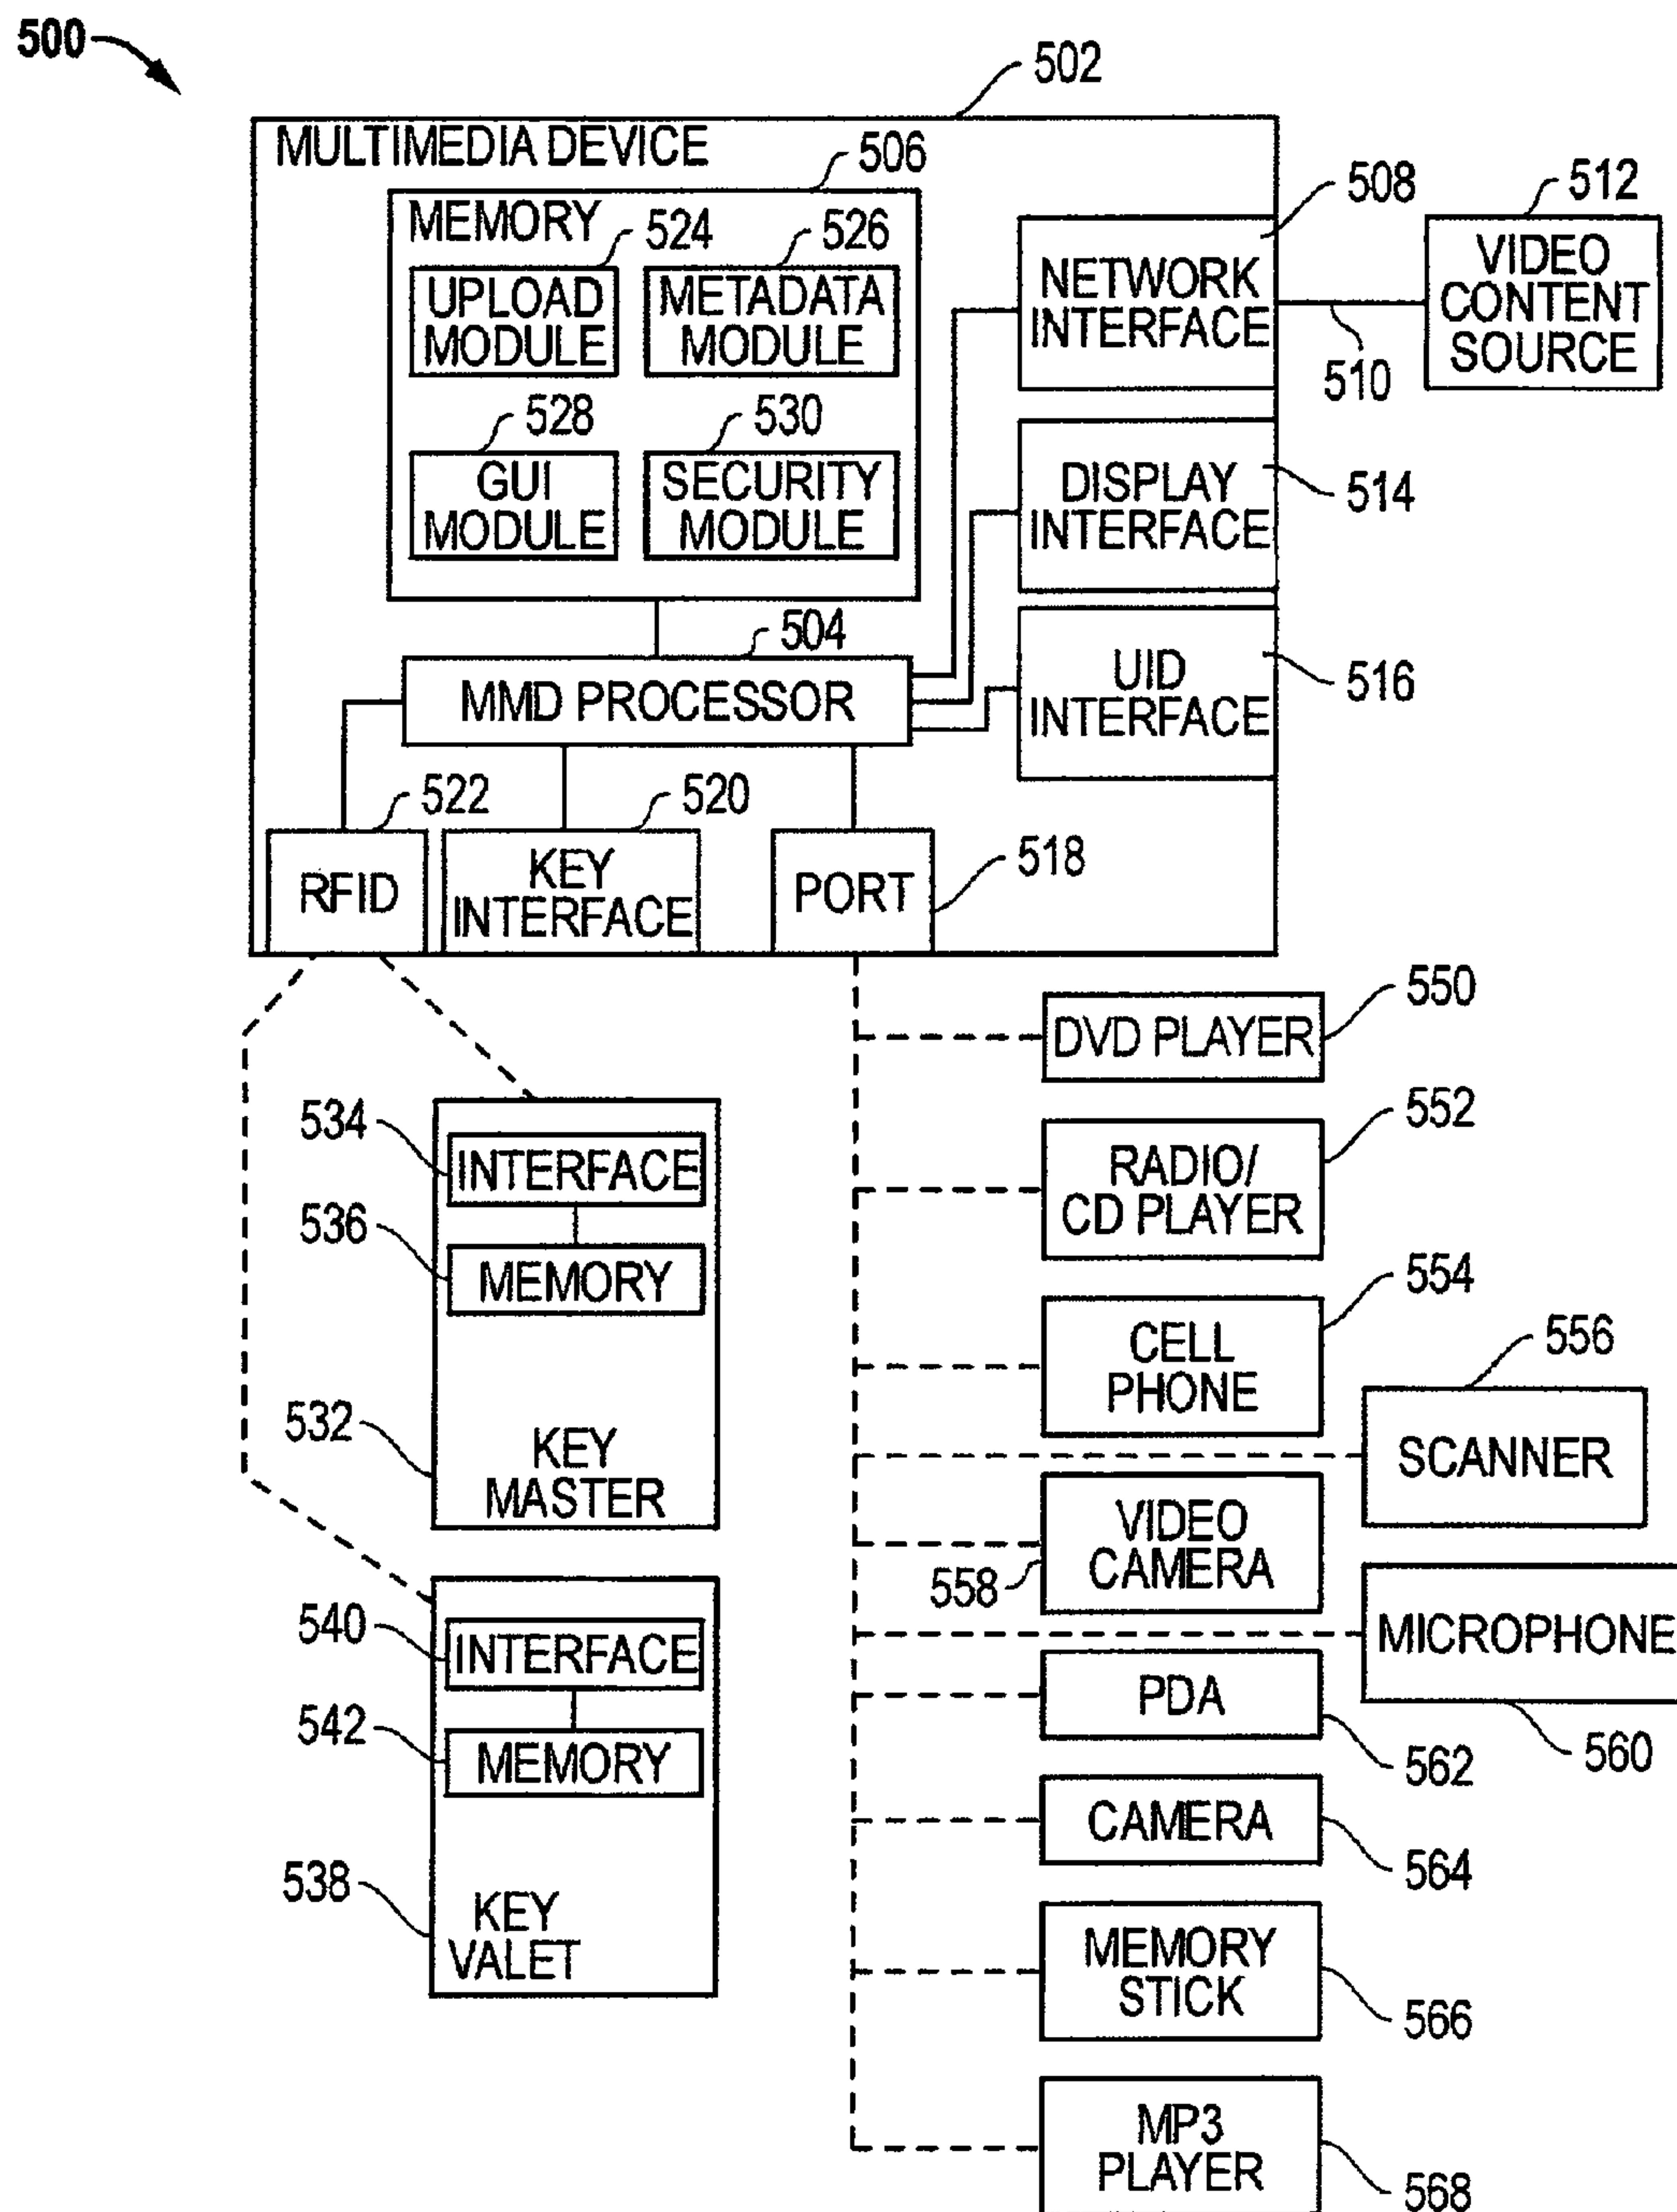 500
502
MULTIMEDIA DEVICE
506
MEMORY
524
526
UPLOAD
MODULE
METADATA
MODULE
528
530
GUI
MODULE
SECURITY
MODULE
508
NETWORK
INTERFACE
510
512
VIDEO
CONTENT
SOURCE
DISPLAY
INTERFACE
514
504
MMD PROCESSOR
UID
INTERFACE
516
522
RFID
520
KEY
INTERFACE
518
PORT
534
INTERFACE
536
MEMORY
532
KEY
MASTER
540
INTERFACE
542
MEMORY
538
KEY
VALET
550
DVD PLAYER
552
RADIO/
CD PLAYER
554
CELL
PHONE
556
SCANNER
558
VIDEO
CAMERA
MICROPHONE
560
PDA
562
CAMERA
564
MEMORY
STICK
566
MP3
PLAYER
568